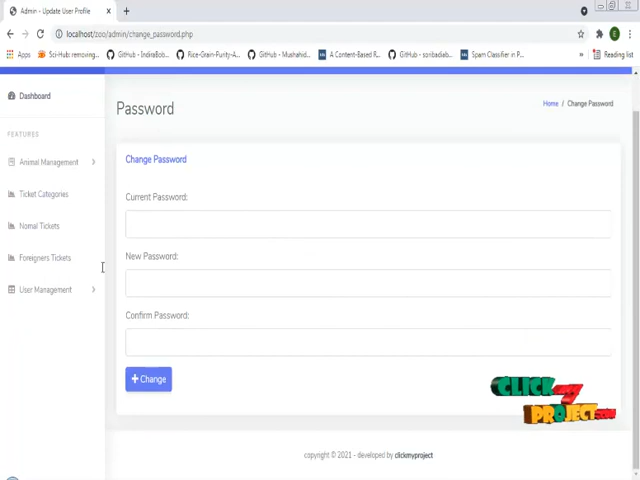 Admin - Update User Profile
localhost/zoo/admin/change_password.php
Apps
Sci-Hub: removing...
GitHub - IndiraBob...
Rice-Grain-Purity-A...
GitHub - Mushahid...
A Content-Based R...
GitHub - soribadiab...
Spam Classifier in P...
»
Reading list
E
Dashboard
Password
Home / Change Password
FEATURES
Change Password
Animal Management
Ticket Categories
Nomal Tickets
Foreigners Tickets
User Management
Current Password:
New Password:
Confirm Password:
+ Change
CLICK
PROJECT.COM
copyright © 2021 - developed by clickmyproject